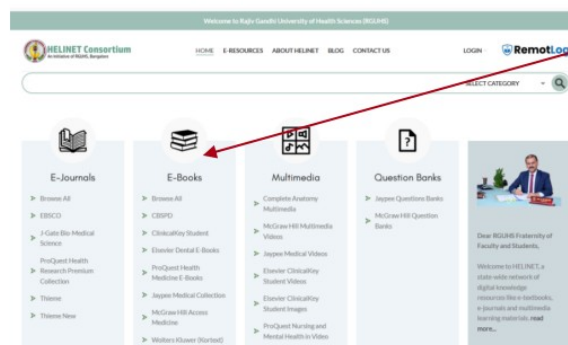 Welcome to Rajiv Gandhi University of Health Sciences (RGUHS)
HELINET Consortium
An Initiative of RGUHS, Bangalore
HOME E-RESOURCES ABOUT HELINET BLOG CONTACT US
LOGIN
RemotLog
SELECT CATEGORY
E-Journals
Browse All
EBSCO
J-Gate Bio-Medical
Science
ProQuest Health
Research Premium
Collection
Thieme
Thieme New
E-Books
Browse All
CBSPD
ClinicalKey Student
Elsevier Dental E-Books
ProQuest Health
Medicine E-Books
Jaypee Medical Collection
McGraw Hill Access
Medicine
Wolters Kluwer (Kortext)
Multimedia
Complete Anatomy
Multimedia
McGraw Hill Multimedia
Videos
Jaypee Medical Videos
Elsevier ClinicalKey
Student Videos
Elsevier ClinicalKey
Student Images
ProQuest Nursing and
Mental Health in Video
Question Banks
Jaypee Questions Banks
McGraw Hill Question
Banks
Dear RGUHS Fraternity of
Faculty and Students,
Welcome to HELINET, a
state-wide network of
digital knowledge
resources like e-textbooks,
e-journals and multimedia
learning materials. read
more...